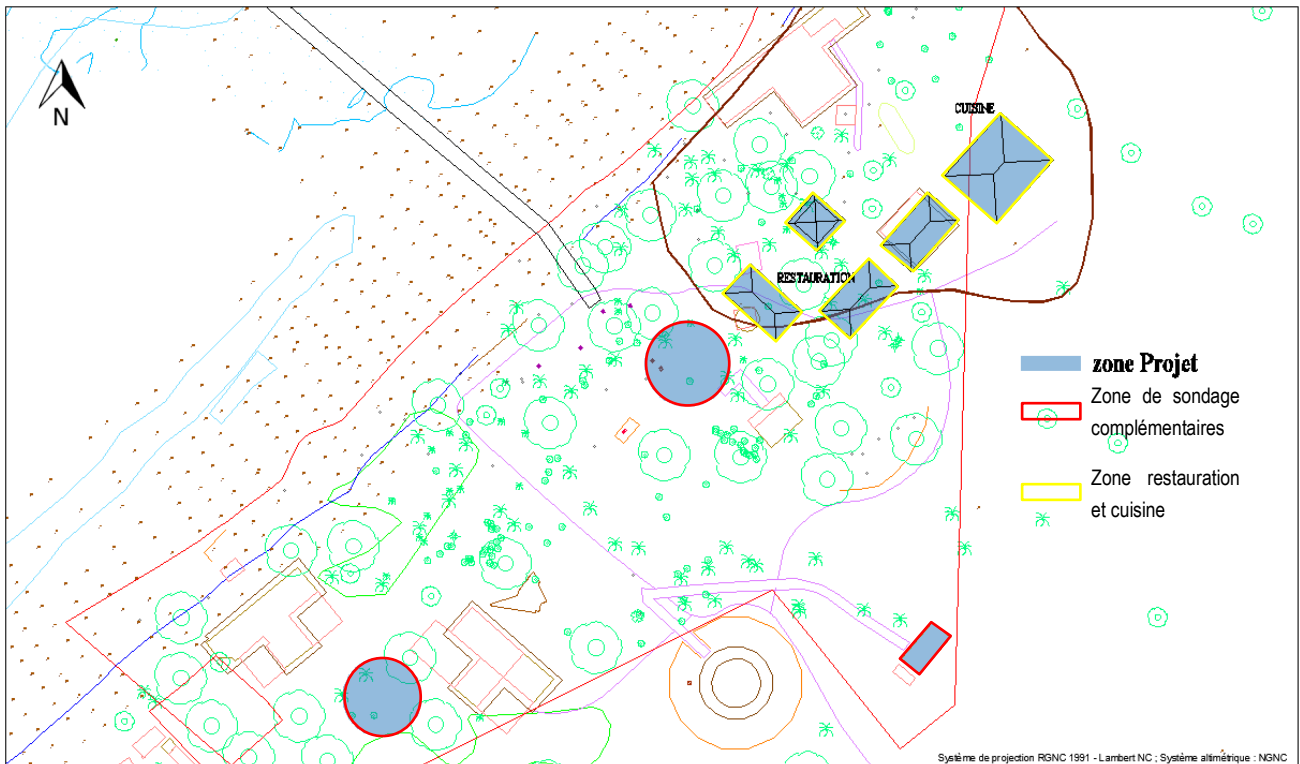 N
CUISINE
RESTAURATION
zone Projet
Zone de sondage
complémentaires
Zone restauration
et cuisine
Système de projection RGNC 1991 - Lambert NC ; Système altimétrique : NGNC